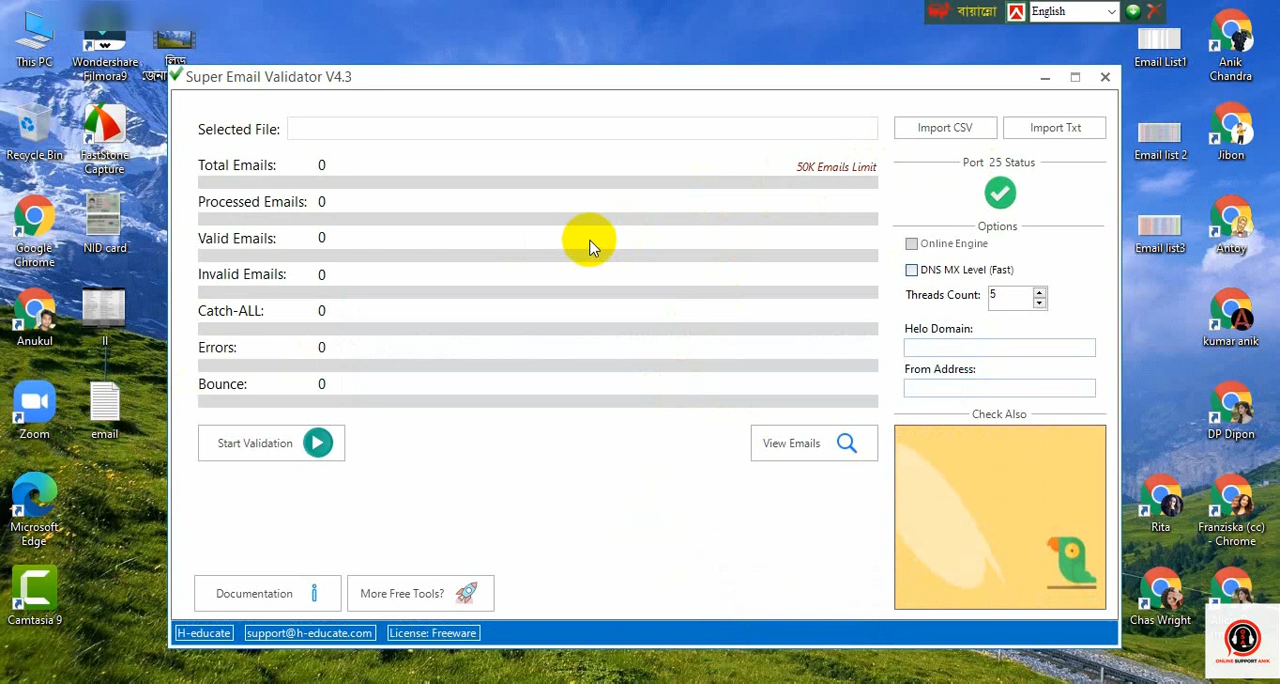 বায়ান্নো
English
This PC
Wondershare
Filmora9
Recycle Bin
FastStone
Capture
Google
Chrome
NID card
Anukul
ll
Zoom
email
Microsoft
Edge
Camtasia 9
Super Email Validator V4.3
Selected File:
Import CSV
Import Txt
Total Emails: 0
50K Emails Limit
Port 25 Status
Processed Emails: 0
Options
Valid Emails: 0
Online Engine
Invalid Emails: 0
DNS MX Level (Fast)
Threads Count: 5
Catch-ALL: 0
Helo Domain:
Errors: 0
From Address:
Bounce: 0
Check Also
Start Validation
View Emails
Documentation
More Free Tools?
H-educate
support@h-educate.com
License: Freeware
Email List1
Anik
Chandra
Email list 2
Jibon
Email list3
Antoy
kumar anik
DP Dipon
Rita
Franziska (cc)
- Chrome
Chas Wright
ONLINE SUPPORT ANIK